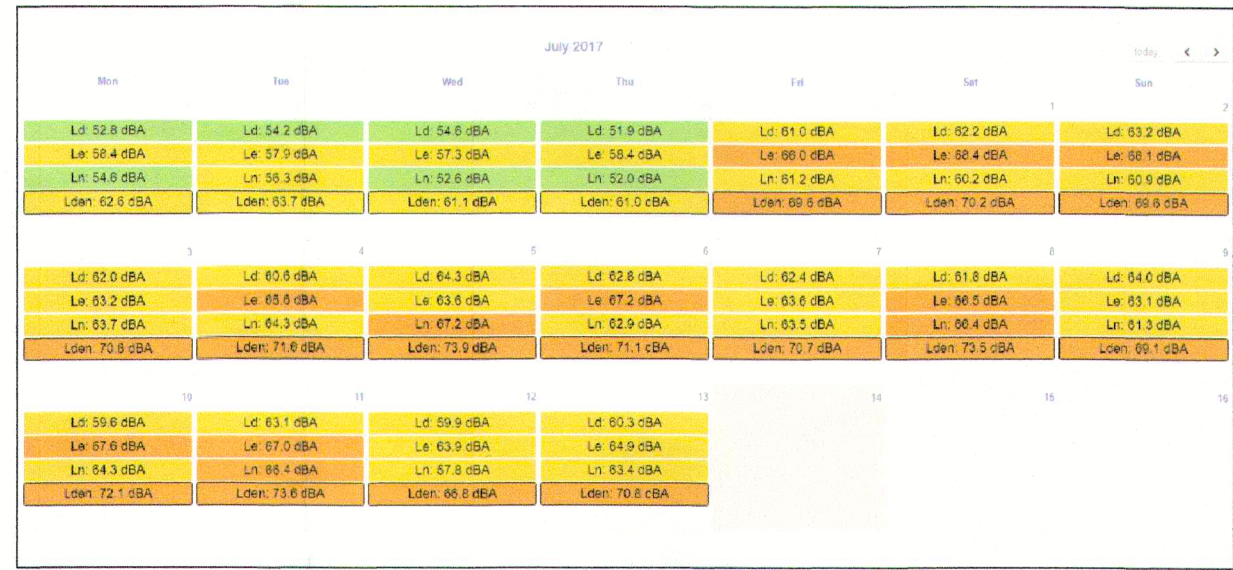 July 2017
today < >
Mon Tue Wed Thu Fri Sat Sun
1 2
Ld: 52.8 dBA Ld: 54.2 dBA Ld: 54.6 dBA Ld: 51.9 dBA Ld: 61.0 dBA Ld: 62.2 dBA Ld: 63.2 dBA
Le: 58.4 dBA Le: 57.9 dBA Le: 57.3 dBA Le: 58.4 dBA Le: 66.0 dBA Le: 68.4 dBA Le: 66.1 dBA
Ln: 54.6 dBA Ln: 56.3 dBA Ln: 52.6 dBA Ln: 52.0 dBA Ln: 61.2 dBA Ln: 60.2 dBA Ln: 60.9 dBA
Lden: 62.6 dBA Lden: 63.7 dBA Lden: 61.1 dBA Lden: 61.0 dBA Lden: 69.6 dBA Lden: 70.2 dBA Lden: 69.6 dBA
3 4 5 6 7 8 9
Ld: 62.0 dBA Ld: 60.6 dBA Ld: 64.3 dBA Ld: 62.8 dBA Ld: 62.4 dBA Ld: 61.8 dBA Ld: 64.0 dBA
Le: 63.2 dBA Le: 65.6 dBA Le: 63.6 dBA Le: 67.2 dBA Le: 63.6 dBA Le: 66.5 dBA Le: 63.1 dBA
Ln: 63.7 dBA Ln: 64.3 dBA Ln: 67.2 dBA Ln: 62.9 dBA Ln: 63.5 dBA Ln: 66.4 dBA Ln: 61.3 dBA
Lden: 70.6 dBA Lden: 71.6 dBA Lden: 73.9 dBA Lden: 71.1 dBA Lden: 70.7 dBA Lden: 73.5 dBA Lden: 69.1 dBA
10 11 12 13 14 15 16
Ld: 59.6 dBA Ld: 63.1 dBA Ld: 59.9 dBA Ld: 60.3 dBA
Le: 67.6 dBA Le: 67.0 dBA Le: 63.9 dBA Le: 64.9 dBA
Ln: 64.3 dBA Ln: 66.4 dBA Ln: 57.8 dBA Ln: 63.4 dBA
Lden: 72.1 dBA Lden: 73.6 dBA Lden: 66.8 dBA Lden: 70.8 dBA